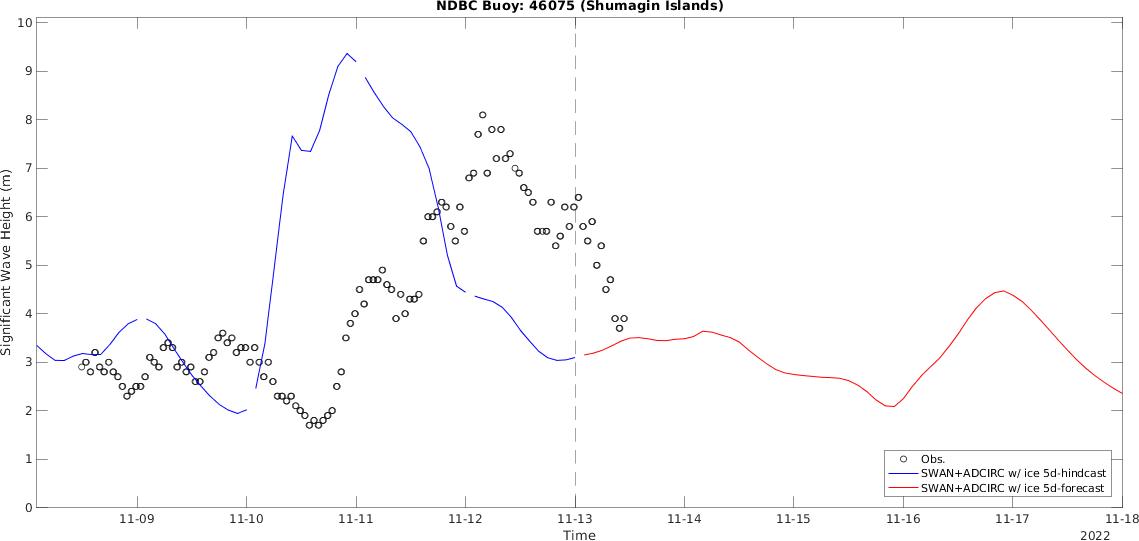 NDBC Buoy: 46075 (Shumagin Islands)
10
9
8
7
6
5
4
3
2
1
0
Significant Wave Height (m)
Obs.
SWAN+ADCIRC w/ ice 5d-hindcast
SWAN+ADCIRC w/ ice 5d-forecast
11-09 11-10 11-11 11-12 11-13 11-14 11-15 11-16 11-17 11-18
Time
2022